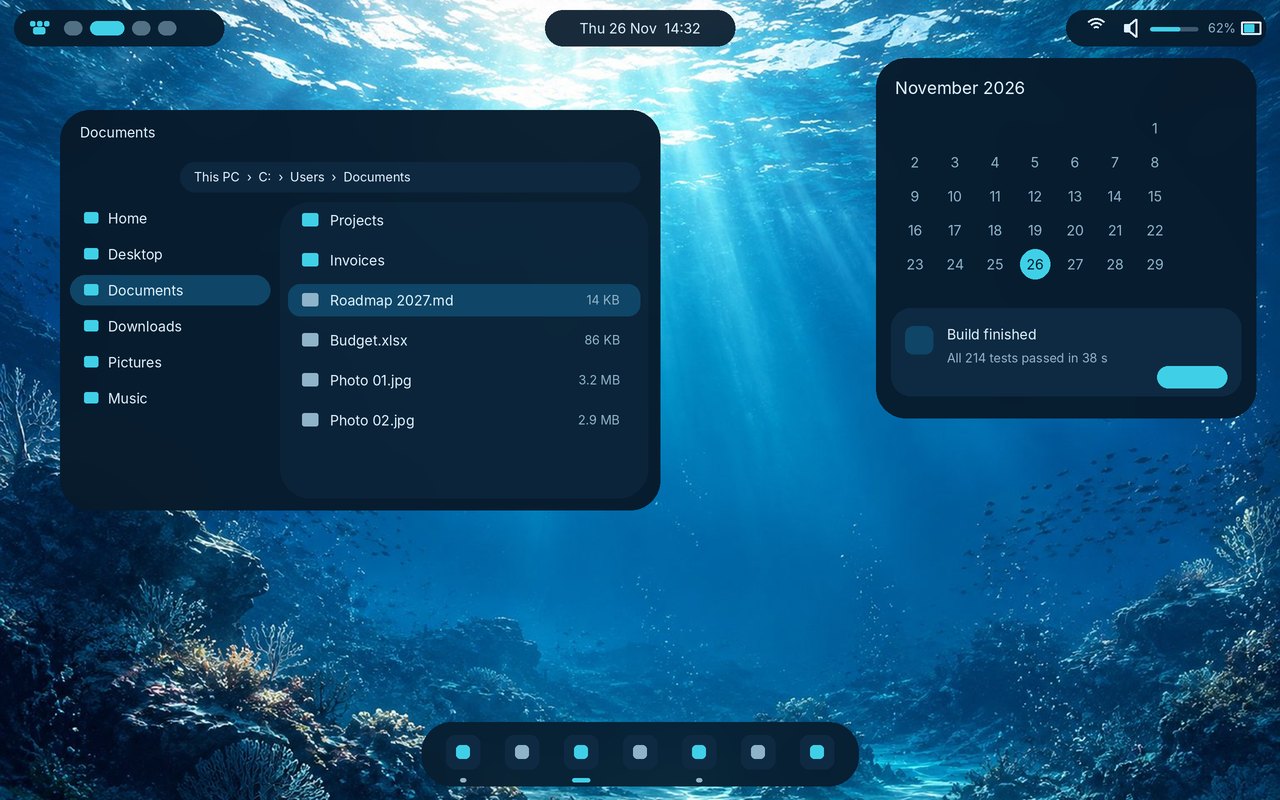 Thu 26 Nov 14:32
62%
Documents
This PC › C: › Users › Documents
Home
Desktop
Documents
Downloads
Pictures
Music
Projects
Invoices
Roadmap 2027.md 14 KB
Budget.xlsx 86 KB
Photo 01.jpg 3.2 MB
Photo 02.jpg 2.9 MB
November 2026
1
2 3 4 5 6 7 8
9 10 11 12 13 14 15
16 17 18 19 20 21 22
23 24 25 26 27 28 29
Build finished
All 214 tests passed in 38 s